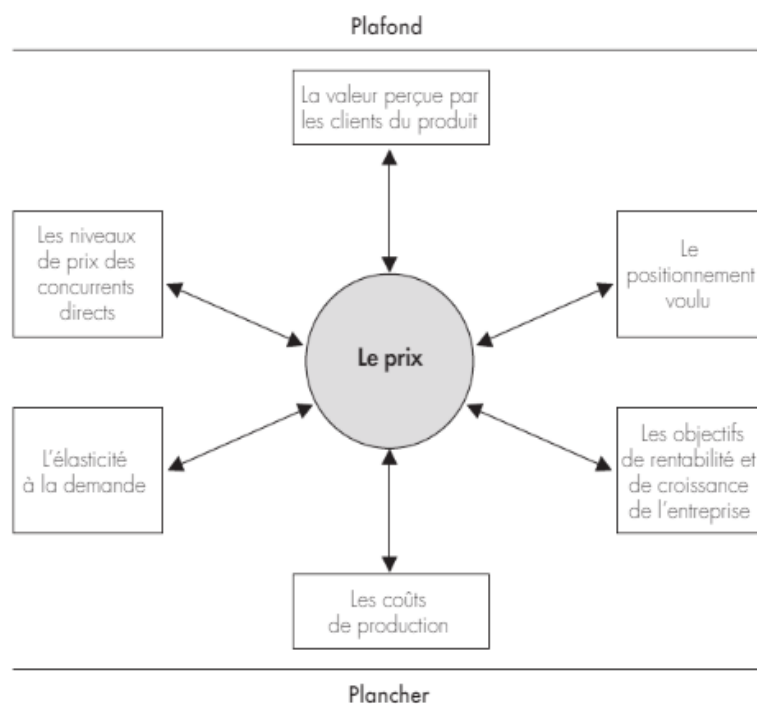 Plafond
La valeur perçue par
les clients du produit
Les niveaux
de prix des
concurrents
directs
Le
positionnement
voulu
Le prix
L'élasticité
à la demande
Les objectifs
de rentabilité et
de croissance
de l'entreprise
Les coûts
de production
Plancher